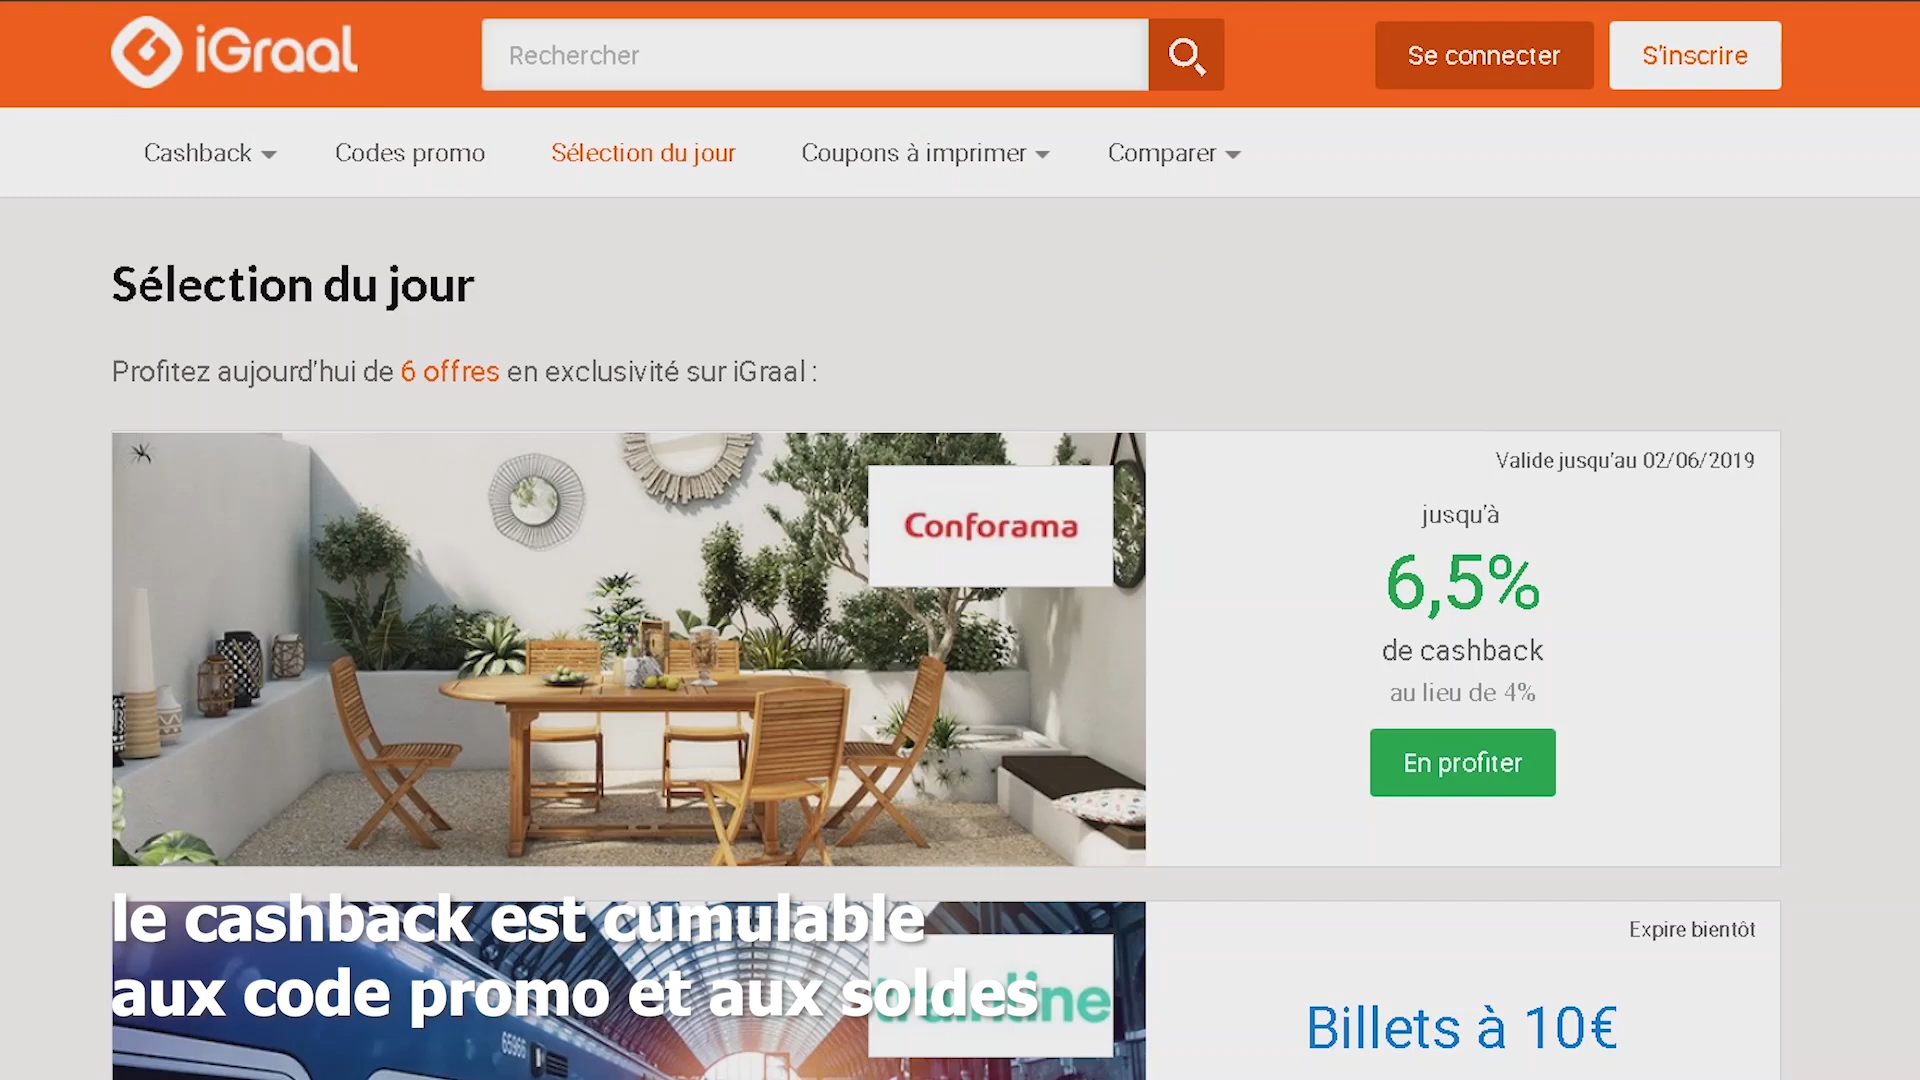 iGraal
Rechercher
Se connecter
S'inscrire
Cashback
Codes promo
Sélection du jour
Coupons à imprimer
Comparer
Sélection du jour
Profitez aujourd'hui de 6 offres en exclusivité sur iGraal :
Conforama
Valide jusqu'au 02/06/2019
jusqu'à
6,5%
de cashback
au lieu de 4%
En profiter
le cashback est cumulable
aux code promo et aux soldes
65966
Expire bientôt
Billets à 10€